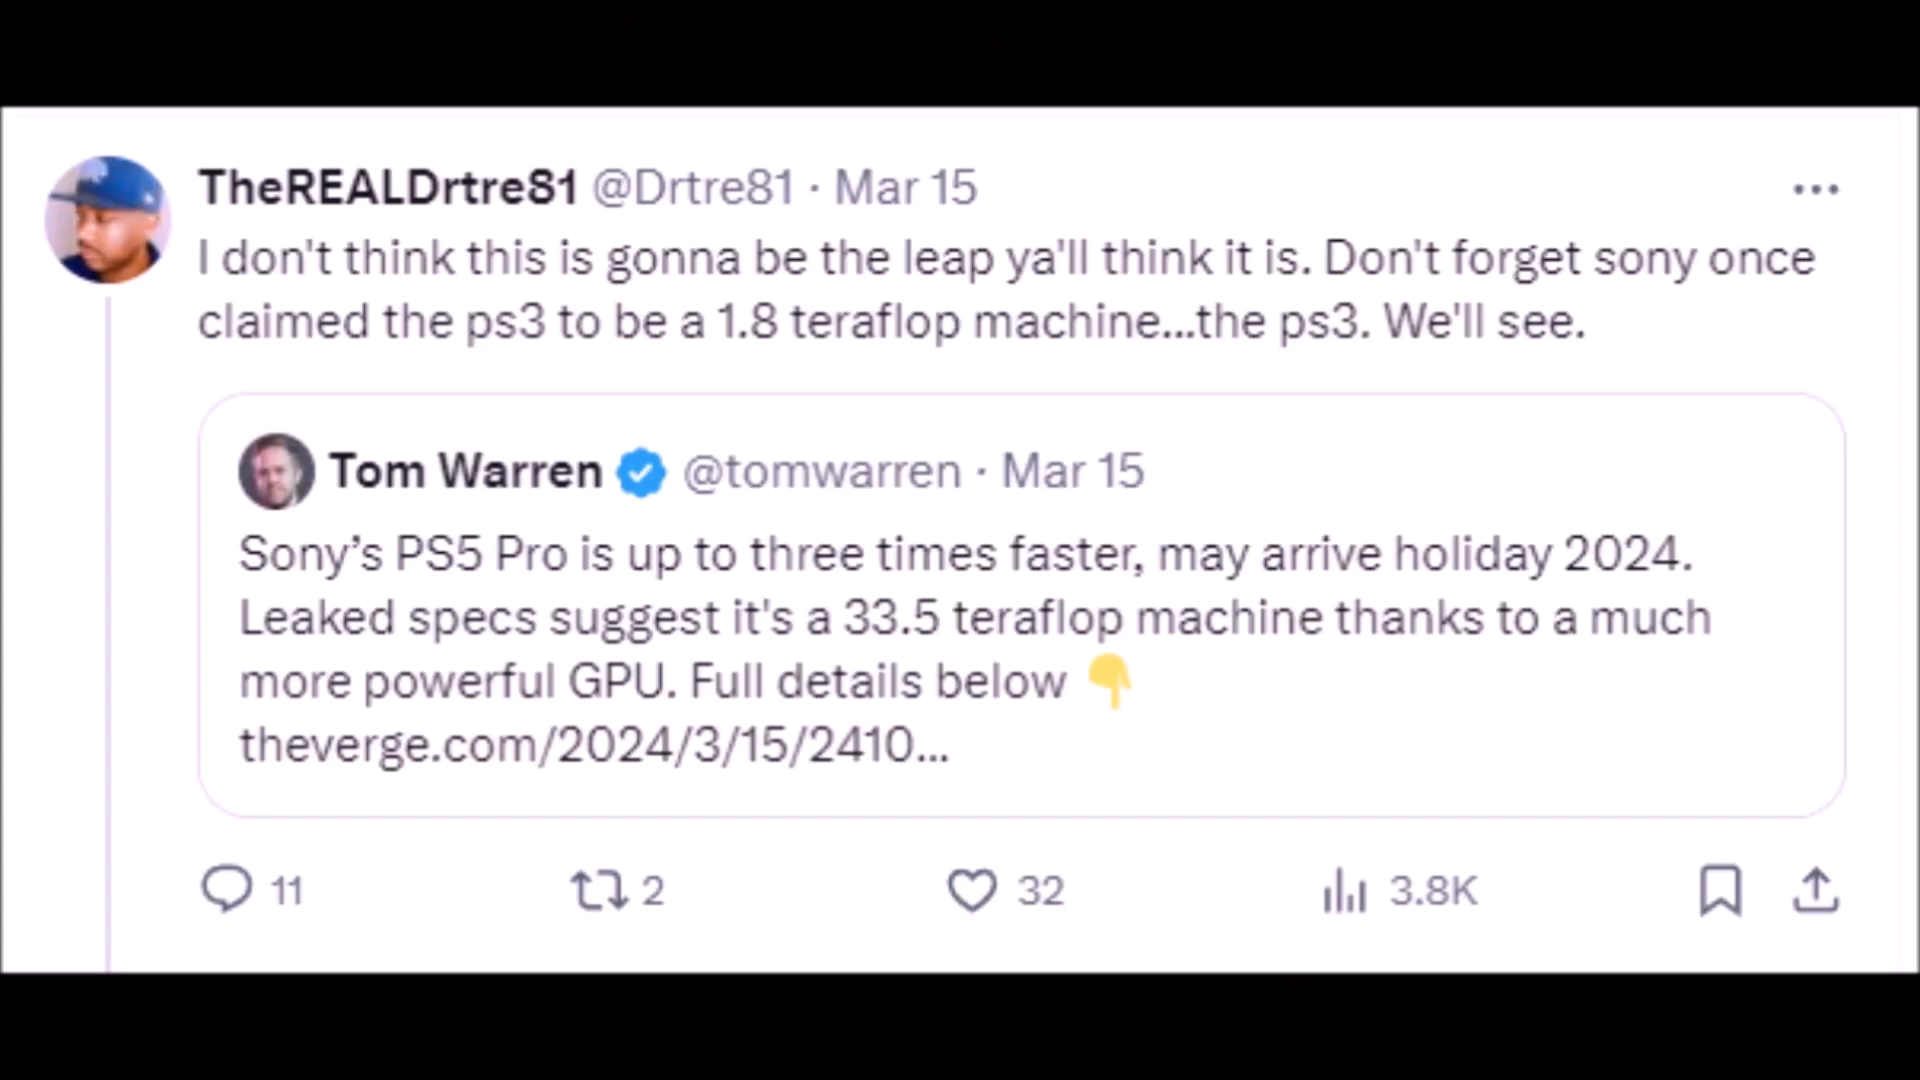 TheREALDrtre81 @Drtre81 · Mar 15
I don't think this is gonna be the leap ya'll think it is. Don't forget sony once
claimed the ps3 to be a 1.8 teraflop machine...the ps3. We'll see.
Tom Warren @tomwarren · Mar 15
Sony’s PS5 Pro is up to three times faster, may arrive holiday 2024.
Leaked specs suggest it's a 33.5 teraflop machine thanks to a much
more powerful GPU. Full details below 👇
theverge.com/2024/3/15/2410...
11 2 32 3.8K